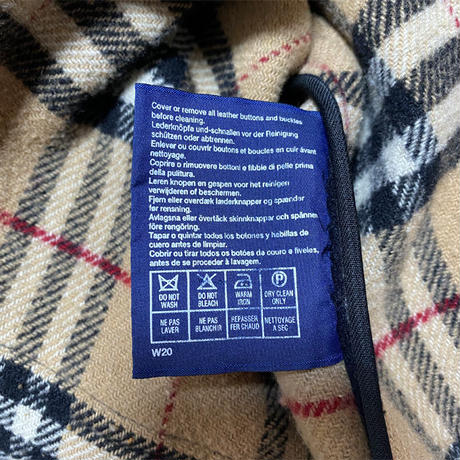 Cover or remove all leather buttons and buckles
before cleaning.
Lederknöpfe und-schnallen vor der Reinigung
schützen oder abtrennen.
Enlever ou couvrir boutons et boucles en cuir avant
nettoyage.
Coprire o rimuovere bottoni e fibbie di pelle prima
della pulitura.
Leren knopen en gespen voor het reinigen
verwijderen of beschermen.
Fjern eller overdæk læderknapper og spænder
før rensning.
Avlagsna eller övertäck skinnknappar och spännen
före rengöring.
Tapar o quintar todos los botones y hebillas de
cuero antes de limpiar.
Cobrir ou tirar todos os botões de couro e fiveles,
antes de se proceder à lavagem.
P
DO NOT WASH
DO NOT BLEACH
WARM IRON
DRY CLEAN ONLY
NE PAS LAVER
NE PAS BLANCHIR
REPASSER FER CHAUD
NETTOYAGE A SEC
W20